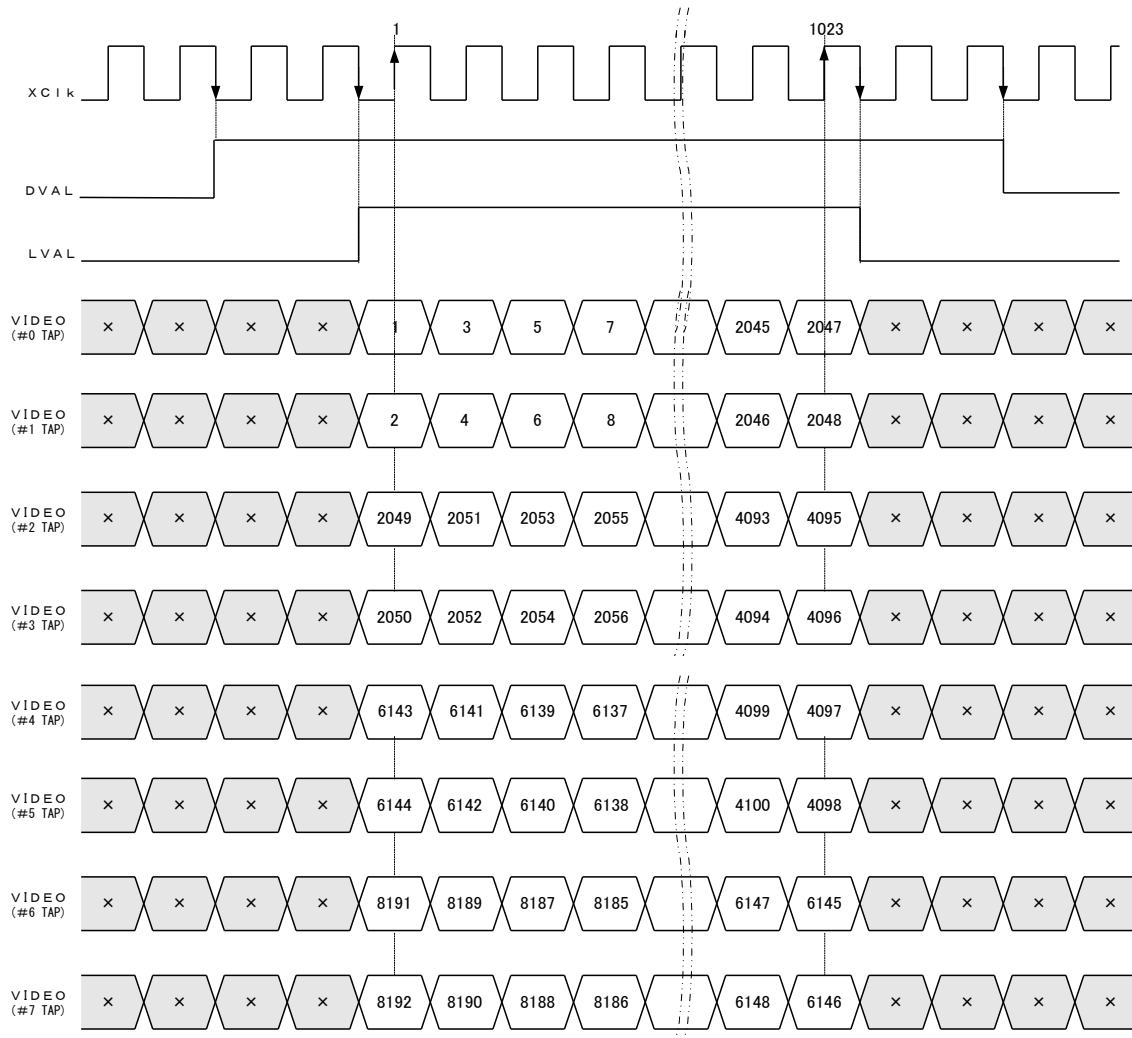 1 1023
XClk
DVAL
LVAL
VIDEO
(#0 TAP)
× × × × 1 3 5 7 2045 2047 × × × ×
VIDEO
(#1 TAP)
× × × × 2 4 6 8 2046 2048 × × × ×
VIDEO
(#2 TAP)
× × × × 2049 2051 2053 2055 4093 4095 × × × ×
VIDEO
(#3 TAP)
× × × × 2050 2052 2054 2056 4094 4096 × × × ×
VIDEO
(#4 TAP)
× × × × 6143 6141 6139 6137 4099 4097 × × × ×
VIDEO
(#5 TAP)
× × × × 6144 6142 6140 6138 4100 4098 × × × ×
VIDEO
(#6 TAP)
× × × × 8191 8189 8187 8185 6147 6145 × × × ×
VIDEO
(#7 TAP)
× × × × 8192 8190 8188 8186 6148 6146 × × × ×